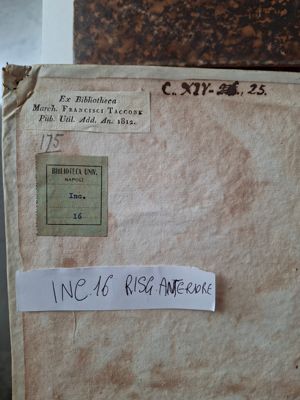 Ex Bibliotheca
March. FRANCISCI TACCONE
Pub. Util. Add. An. 1812.
C. XIV- 25.
175
BIBLIOTECA UNIV.
NAPOLI
Inc.
16
INC. 16 RISG. ANTERIORE